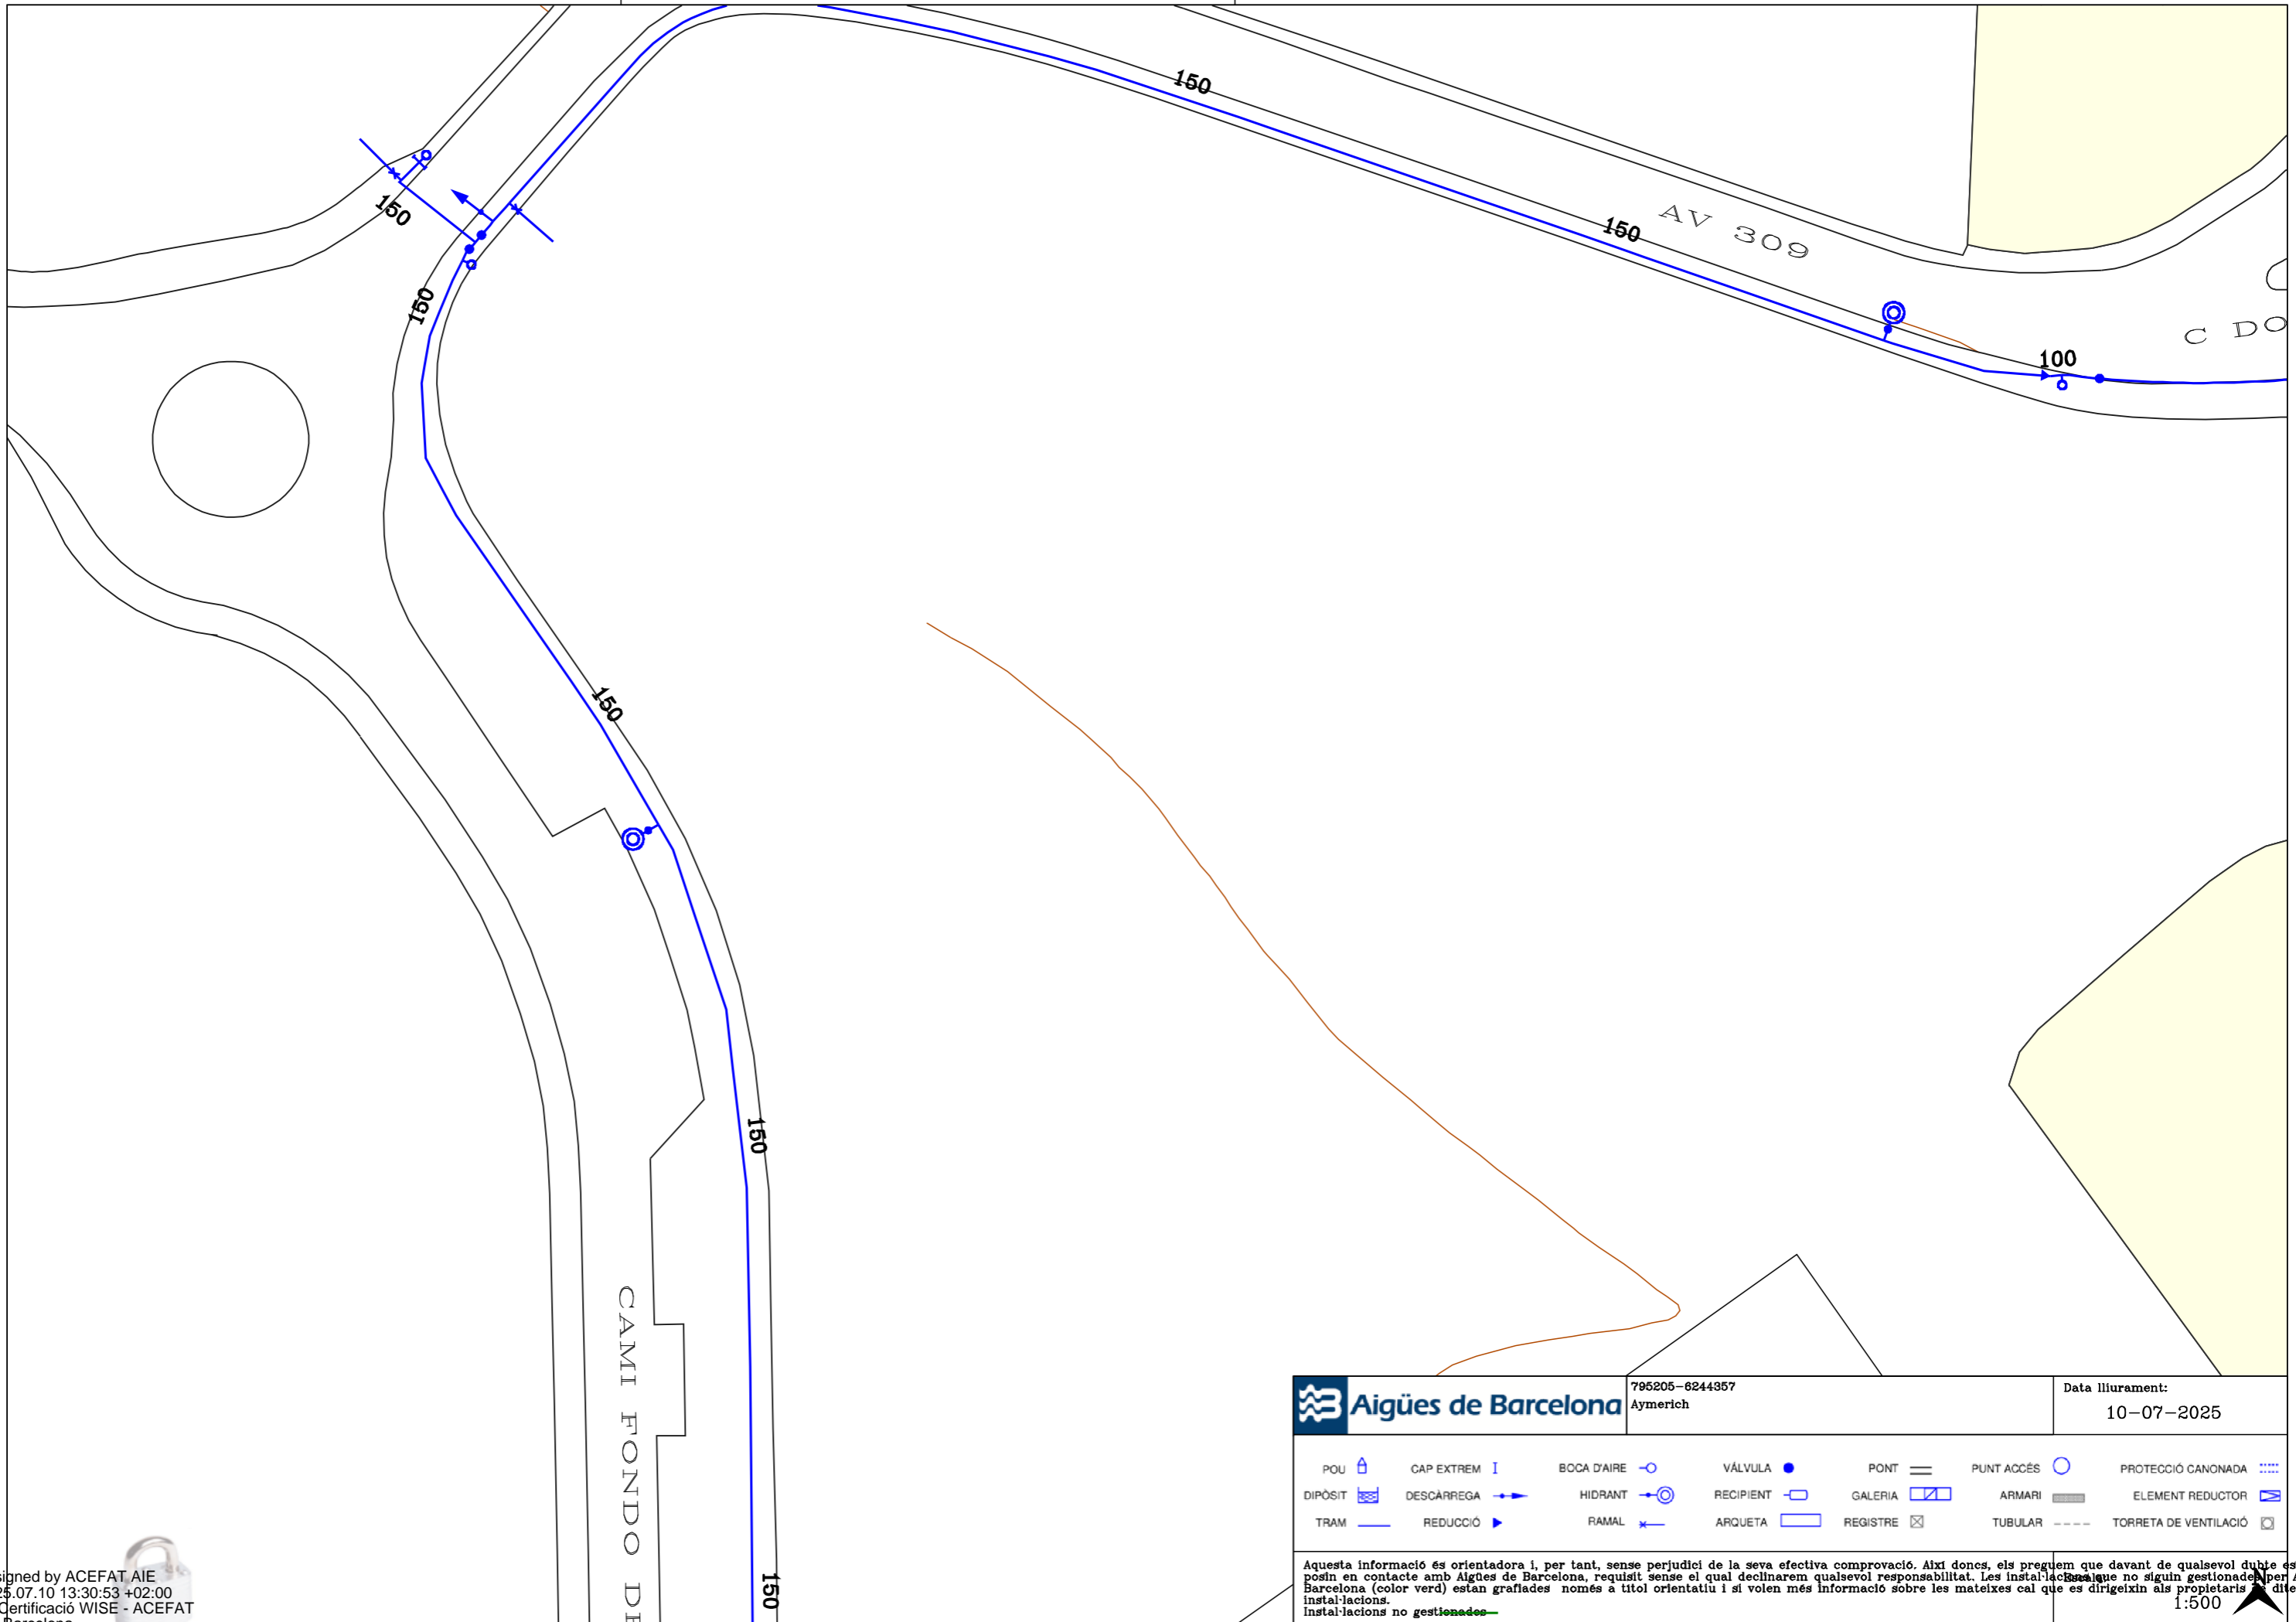 150
150
AV 309
150
150
C DO
100
150
150
CAMI FONDO DE
150
Aigües de Barcelona
795205-6244357
Aymerich
Data lliurament:
10-07-2025
POU CAP EXTREM BOCA D'AIRE VÁLVULA PONT PUNT ACCÉS PROTECCIÓ CANONADA
DIPÒSIT DESCÀRREGA HIDRANT RECIPIENT GALERIA ARMARI ELEMENT REDUCTOR
TRAM REDUCCIÓ RAMAL ARQUETA REGISTRE TUBULAR TORRETA DE VENTILACIÓ
Aquesta informació és orientadora i, per tant, sense perjudici de la seva efectiva comprovació. Així doncs, els preguem que davant de qualsevol dubte es
posin en contacte amb Aigües de Barcelona, requisit sense el qual declinarem qualsevol responsabilitat. Les instal·lacions que no siguin gestionades per A
Barcelona (color verd) estan grafiades només a títol orientatiu i si volen més informació sobre les mateixes cal que es dirigeixin als propietaris de dite
instal·lacions.
Instal·lacions no gestionades
Escala:
1:500
N
igned by ACEFAT AIE
25.07.10 13:30:53 +02:00
Certificació WISE - ACEFAT
Barcelona